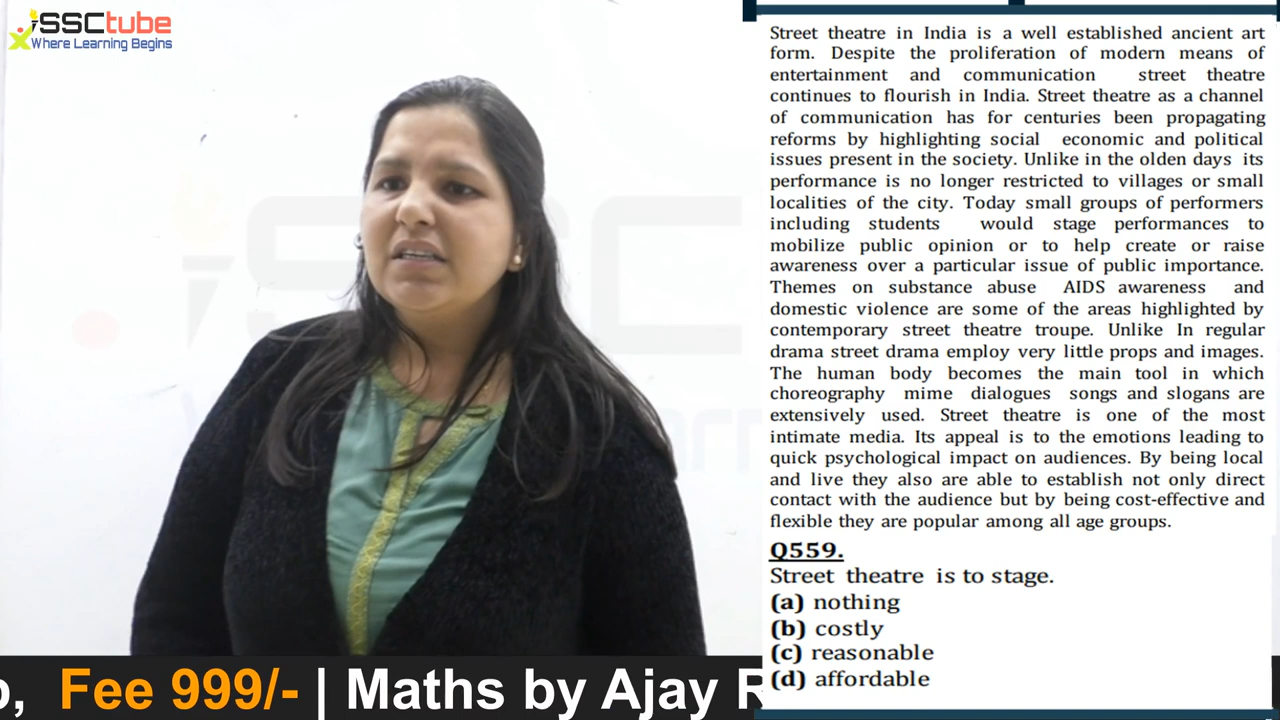 SSCtube
Where Learning Begins
Street theatre in India is a well established ancient art
form. Despite the proliferation of modern means of
entertainment and communication street theatre
continues to flourish in India. Street theatre as a channel
of communication has for centuries been propagating
reforms by highlighting social economic and political
issues present in the society. Unlike in the olden days its
performance is no longer restricted to villages or small
localities of the city. Today small groups of performers
including students would stage performances to
mobilize public opinion or to help create or raise
awareness over a particular issue of public importance.
Themes on substance abuse AIDS awareness and
domestic violence are some of the areas highlighted by
contemporary street theatre troupe. Unlike In regular
drama street drama employ very little props and images.
The human body becomes the main tool in which
choreography mime dialogues songs and slogans are
extensively used. Street theatre is one of the most
intimate media. Its appeal is to the emotions leading to
quick psychological impact on audiences. By being local
and live they also are able to establish not only direct
contact with the audience but by being cost-effective and
flexible they are popular among all age groups.
Q559.
Street theatre is to stage.
(a) nothing
(b) costly
(c) reasonable
(d) affordable
Fee 999/- | Maths by Ajay